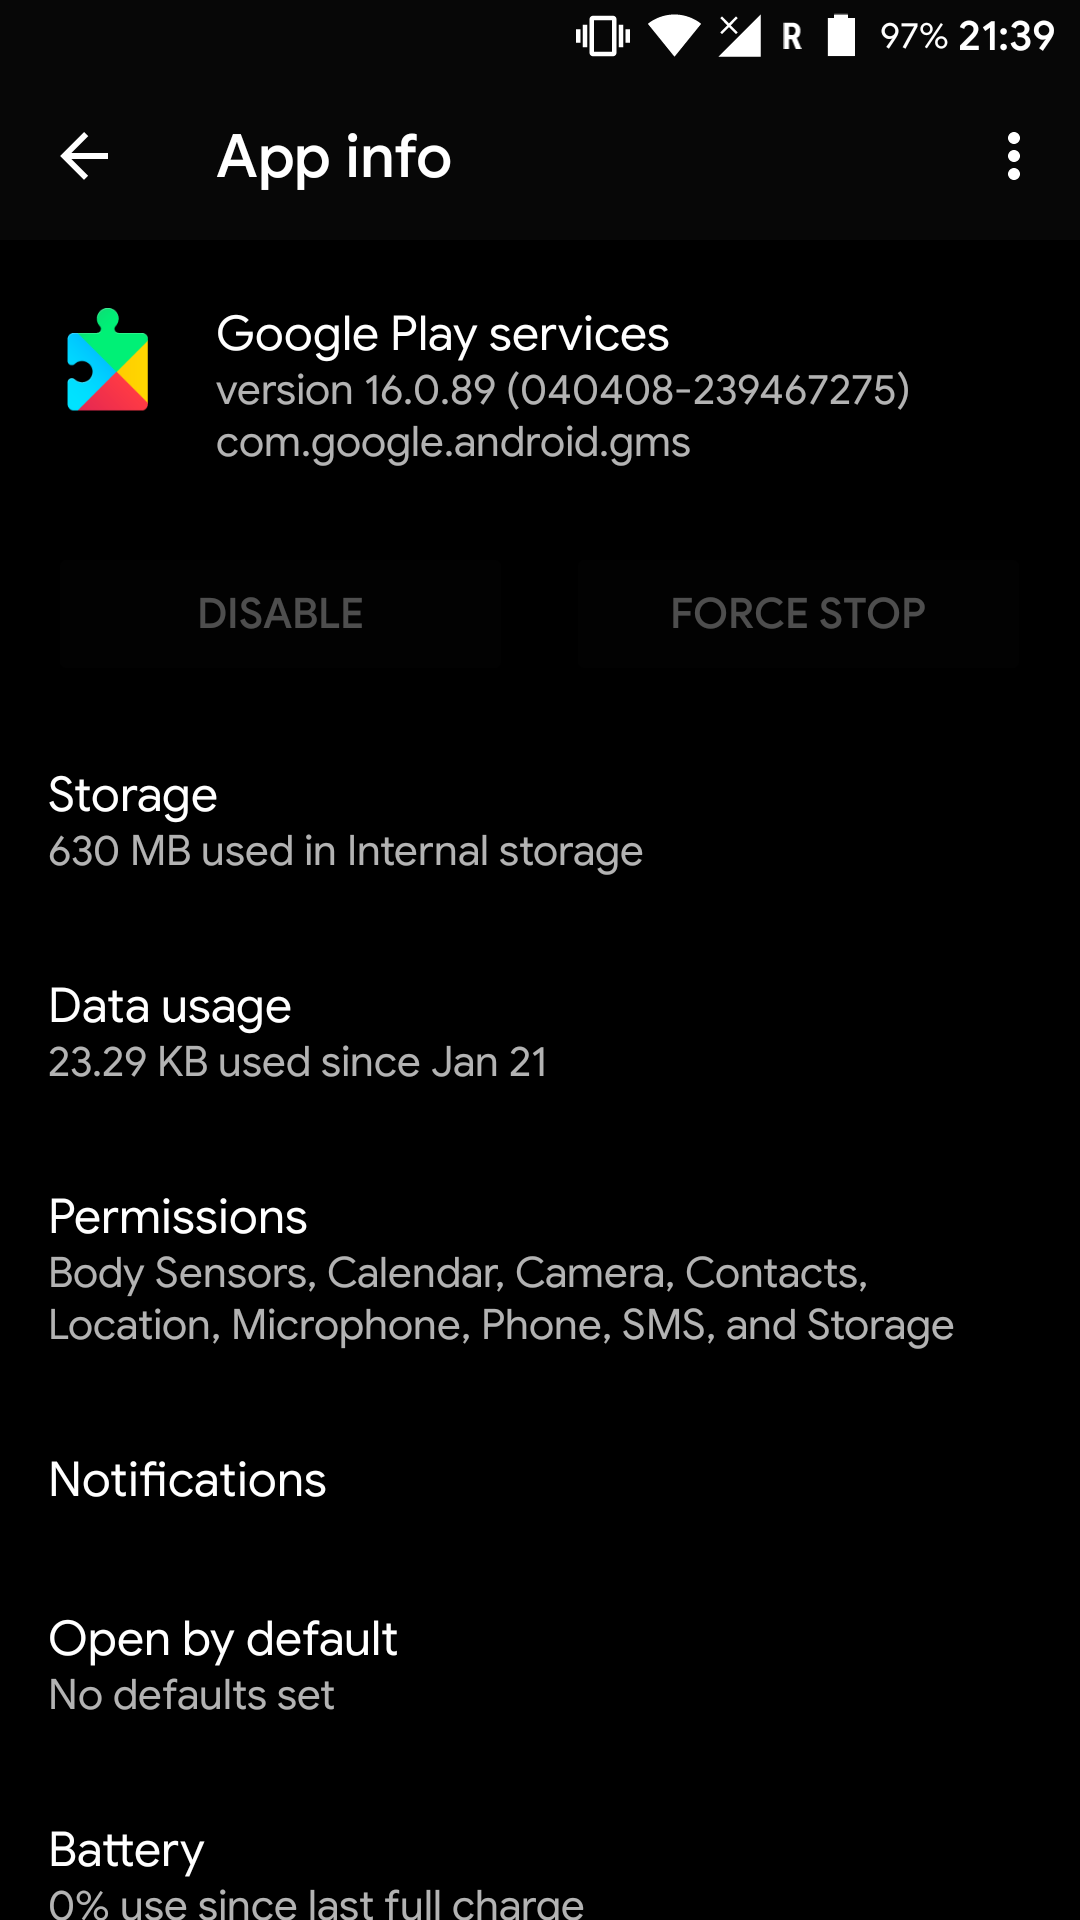 R 97% 21:39
App info
Google Play services
version 16.0.89 (040408-239467275)
com.google.android.gms
DISABLE FORCE STOP
Storage
630 MB used in Internal storage
Data usage
23.29 KB used since Jan 21
Permissions
Body Sensors, Calendar, Camera, Contacts,
Location, Microphone, Phone, SMS, and Storage
Notifications
Open by default
No defaults set
Battery
0% use since last full charge